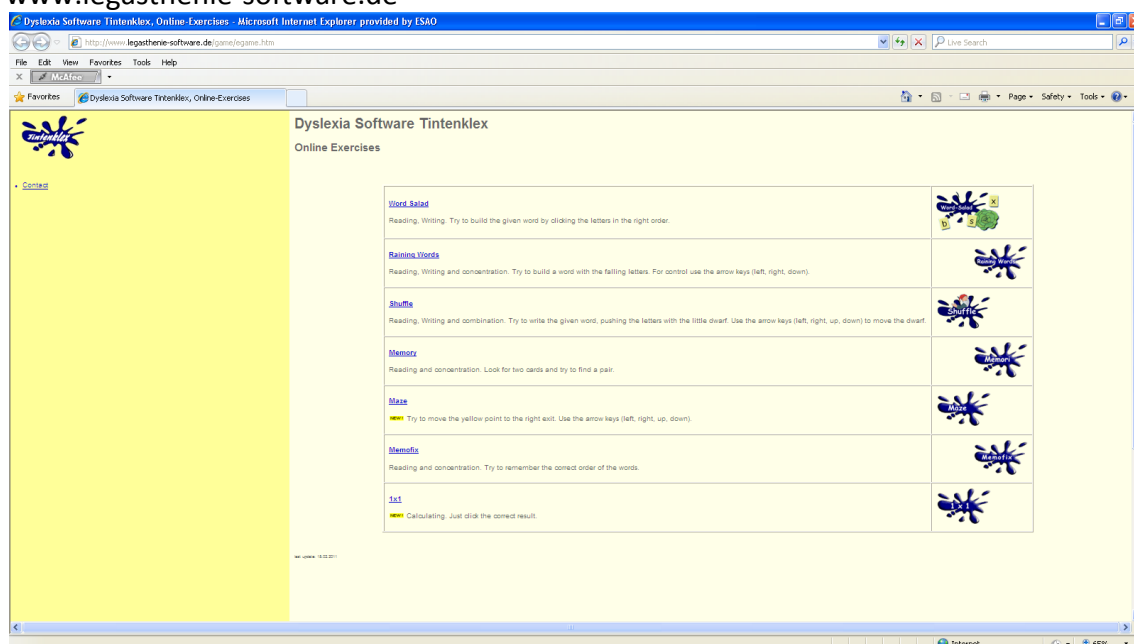 www.legasthenie-software.de
Dyslexia Software Tintenklex, Online-Exercises - Microsoft Internet Explorer provided by ESAO
http://www.legasthenie-software.de/game/egame.htm
Live Search
File Edit View Favorites Tools Help
X McAfee
Favorites Dyslexia Software Tintenklex, Online-Exercises Page Safety Tools
Tintenklex
Dyslexia Software Tintenklex
Online Exercises
Contest
Word Salad
Reading, Writing. Try to build the given word by clicking the letters in the right order.
Word-Salad
x
b
s
Raining Words
Reading, Writing and concentration. Try to build a word with the falling letters. For control use the arrow keys (left, right, down).
Raining Words
Shuffle
Reading, Writing and combination. Try to write the given word, pushing the letters with the little dwarf. Use the arrow keys (left, right, up, down) to move the dwarf.
Shuffle
Memory
Reading and concentration. Look for two cards and try to find a pair.
Memory
Maze
NEW! Try to move the yellow point to the right exit. Use the arrow keys (left, right, up, down).
Maze
Memofix
Reading and concentration. Try to remember the correct order of the words.
Memofix
1x1
NEW! Calculating. Just click the correct result.
1 x 1
last update
Internet
65%